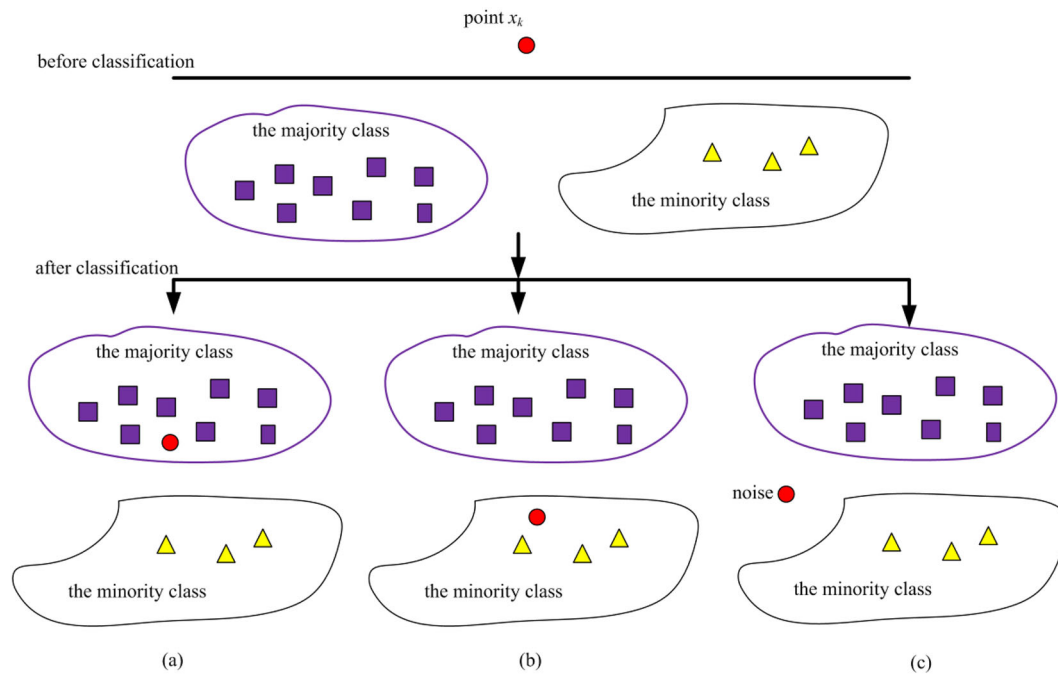 point xk
before classification
the majority class
the minority class
after classification
the majority class
the majority class
the majority class
noise
the minority class
the minority class
the minority class
(a)
(b)
(c)